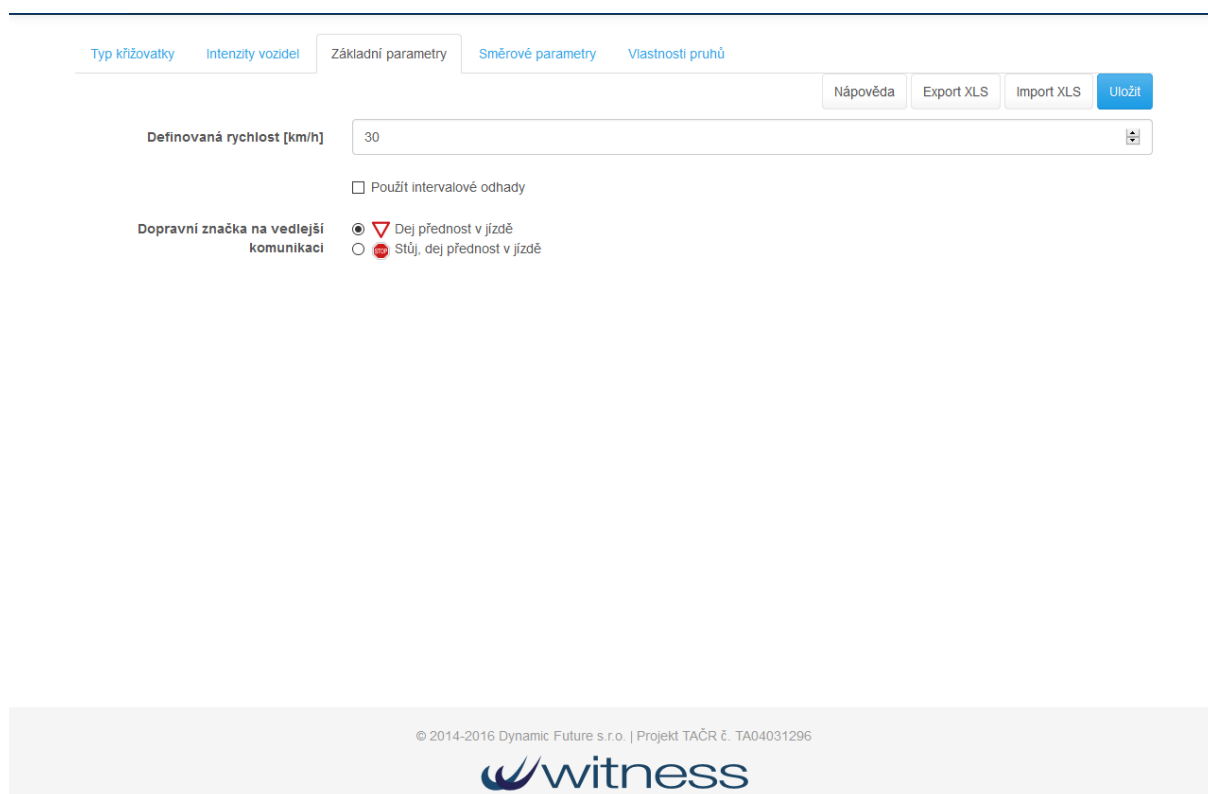 Typ křižovatky Intenzity vozidel Základní parametry Směrové parametry Vlastnosti pruhů
Nápověda Export XLS Import XLS Uložit
Definovaná rychlost [km/h] 30
Použít intervalové odhady
Dopravní značka na vedlejší komunikaci
Dej přednost v jízdě
STOP Stůj, dej přednost v jízdě
© 2014-2016 Dynamic Future s.r.o. | Projekt TAČR č. TA04031296
witness